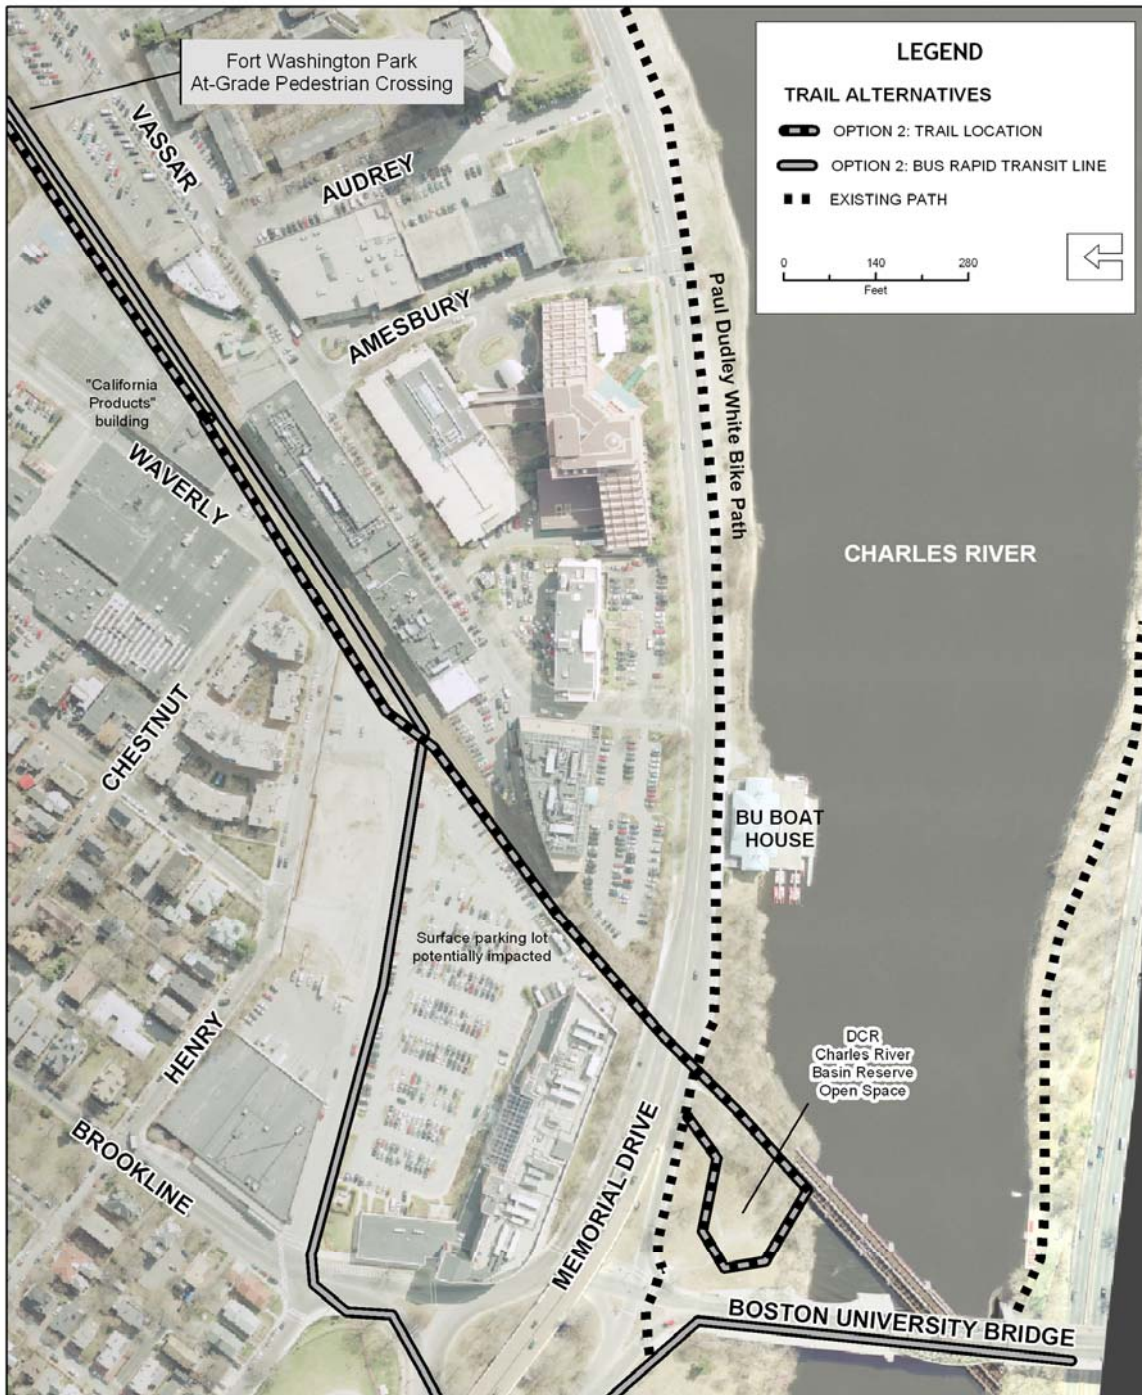 Fort Washington Park
At-Grade Pedestrian Crossing
LEGEND
TRAIL ALTERNATIVES
OPTION 2: TRAIL LOCATION
OPTION 2: BUS RAPID TRANSIT LINE
EXISTING PATH
0 140 280
Feet
VASSAR
AUDREY
AMESBURY
Paul Dudley White Bike Path
"California
Products"
building
WAVERLY
CHARLES RIVER
CHESTNUT
BU BOAT
HOUSE
Surface parking lot
potentially impacted
HENRY
DCR
Charles River
Basin Reserve
Open Space
BROOKLINE
MEMORIAL DRIVE
BOSTON UNIVERSITY BRIDGE